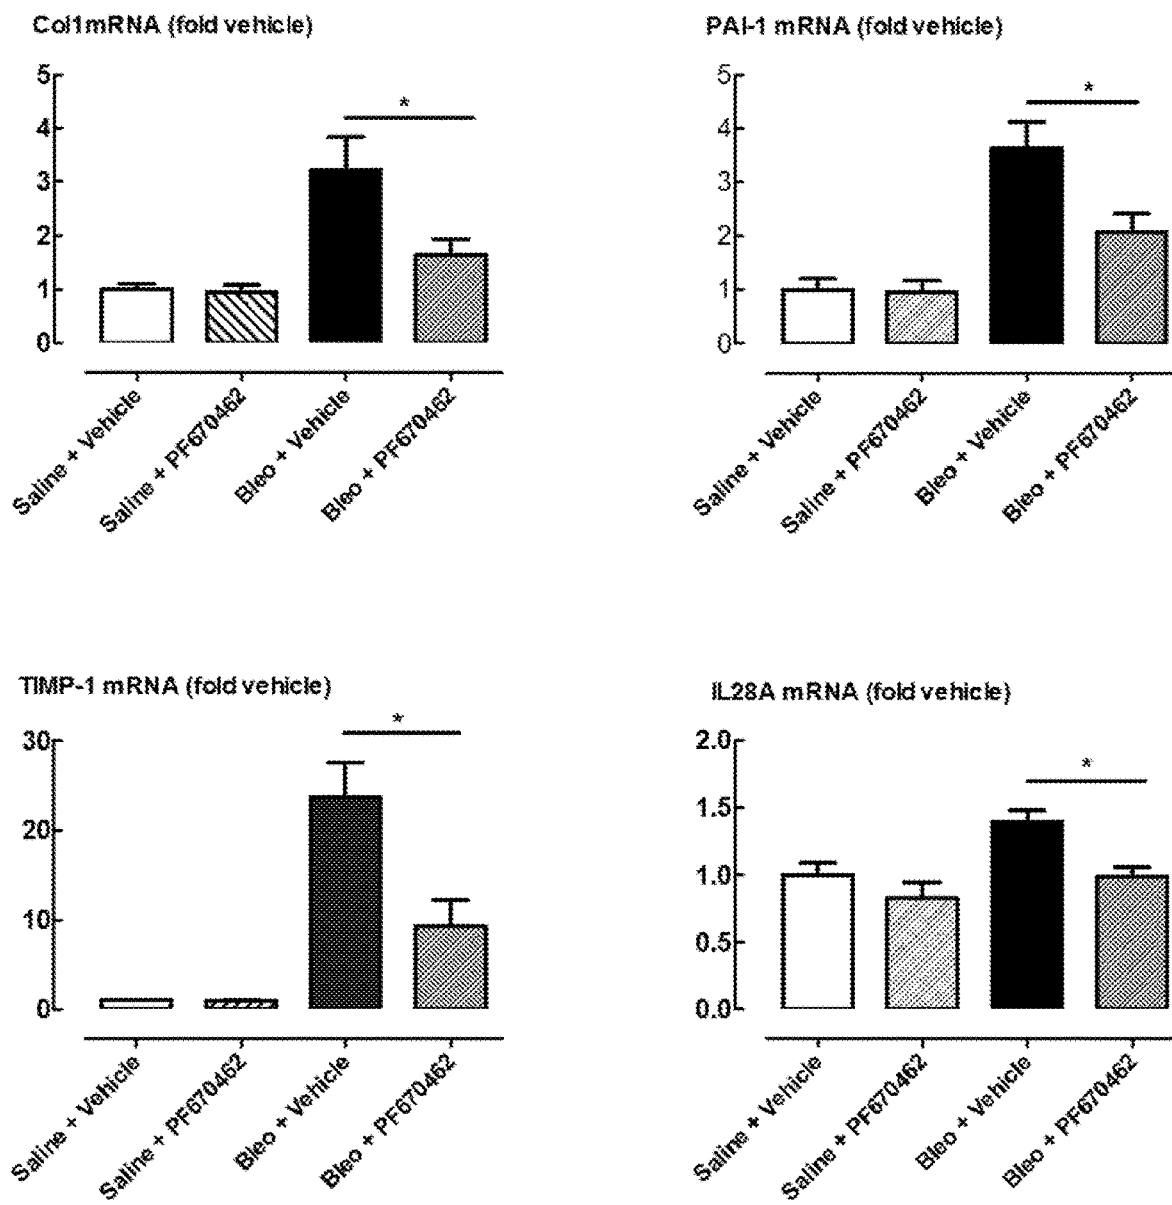 Col1mRNA (fold vehicle)
5
4
3
2
1
0
*
Saline + Vehicle
Saline + PF670462
Bleo + Vehicle
Bleo + PF670462
PAI-1 mRNA (fold vehicle)
5
4
3
2
1
0
*
Saline + Vehicle
Saline + PF670462
Bleo + Vehicle
Bleo + PF670462
TIMP-1 mRNA (fold vehicle)
30
20
10
0
*
Saline + Vehicle
Saline + PF670462
Bleo + Vehicle
Bleo + PF670462
IL28A mRNA (fold vehicle)
2.0
1.5
1.0
0.5
0.0
*
Saline + Vehicle
Saline + PF670462
Bleo + Vehicle
Bleo + PF670462